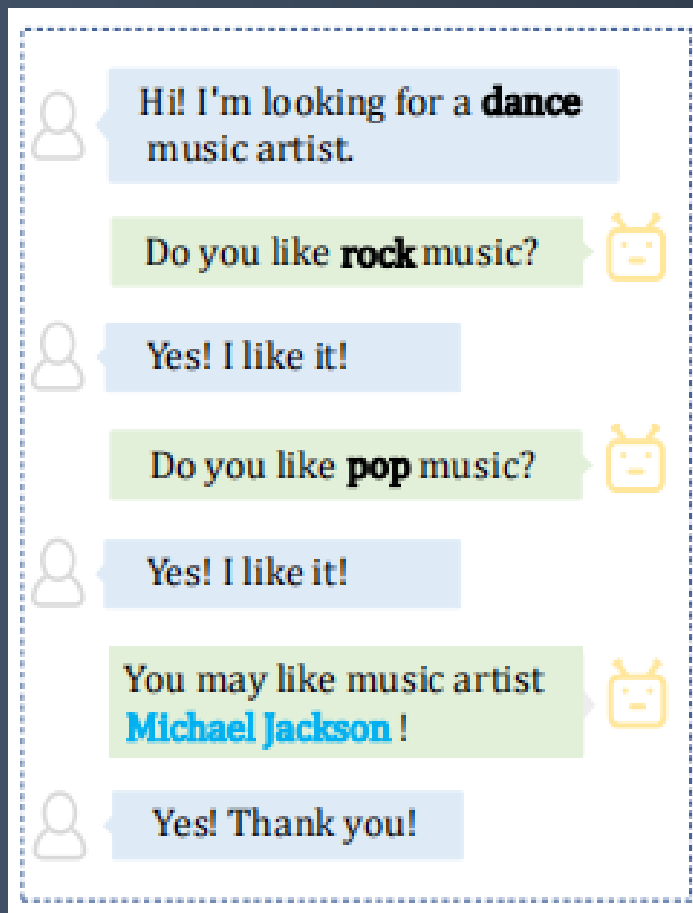 Hi! I'm looking for a dance
music artist.
Do you like rock music?
Yes! I like it!
Do you like pop music?
Yes! I like it!
You may like music artist
Michael Jackson !
Yes! Thank you!